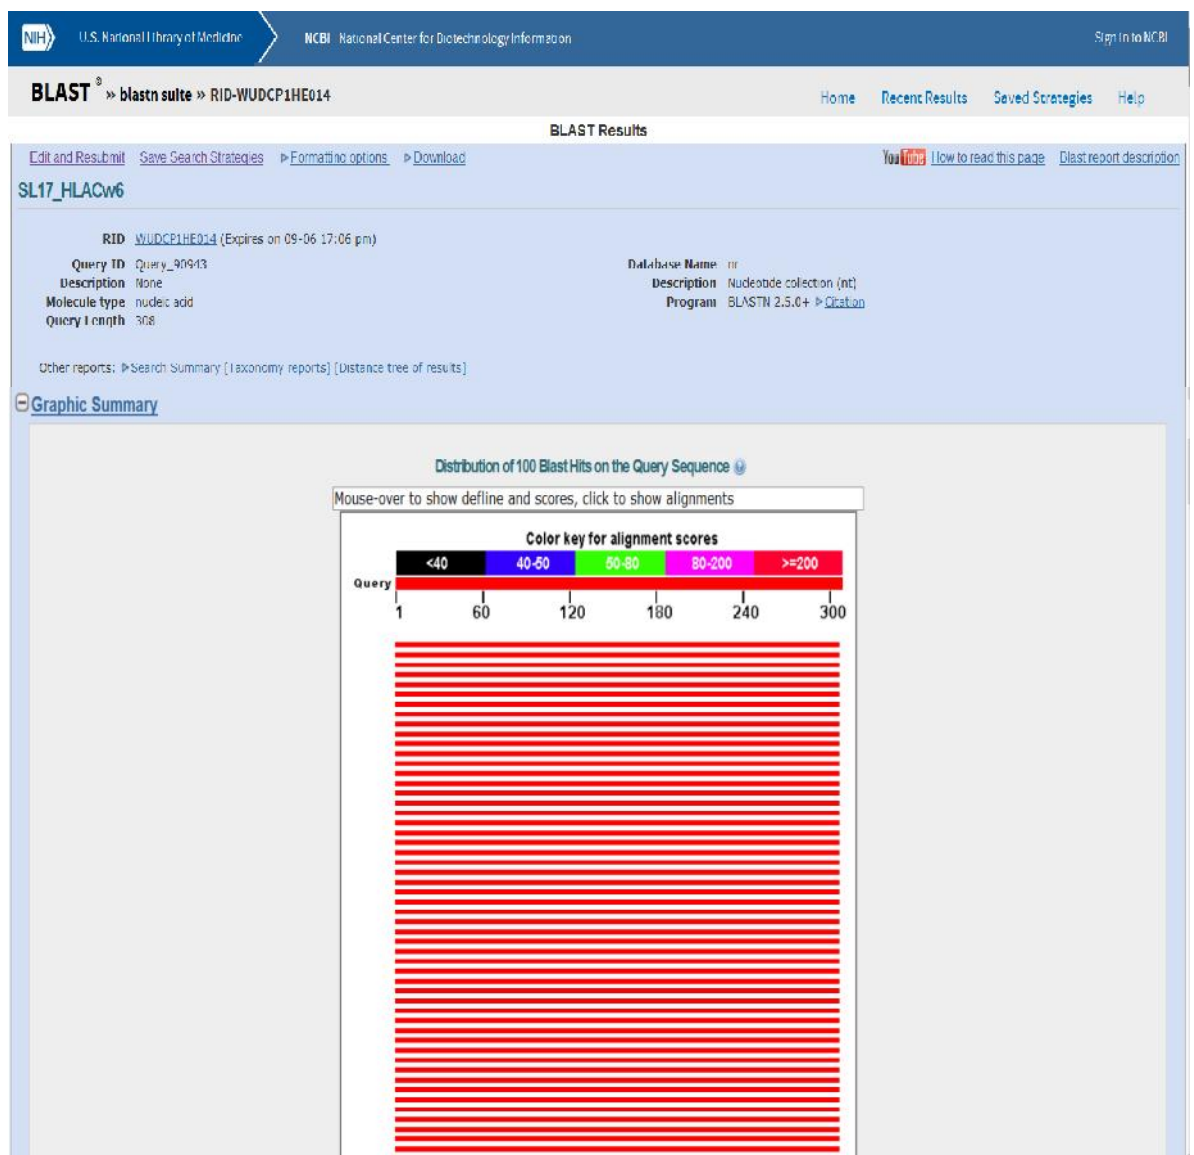 NIH U.S. National Library of Medicine NCBI National Center for Biotechnology Information Sign in to NCBI
BLAST ® » blastn suite » RID-WUDCP1HE014 Home Recent Results Saved Strategies Help
BLAST Results
Edit and Resubmit Save Search Strategies ▶Formatting options ▶Download YouTube How to read this page Blast report description
SL17_HLACw6
RID WUDCP1HE014 (Expires on 09-06 17:06 pm)
Query ID Query_90943 Database Name nr
Description None Description Nucleotide collection (nt)
Molecule type nucleic acid Program BLASTN 2.5.0+ ▶Citation
Query Length 308
Other reports: ▶Search Summary [Taxonomy reports] [Distance tree of results]
Graphic Summary
Distribution of 100 Blast Hits on the Query Sequence
Mouse-over to show defline and scores, click to show alignments
Color key for alignment scores
<40 40-50 50-80 80-200 >=200
Query
1 60 120 180 240 300